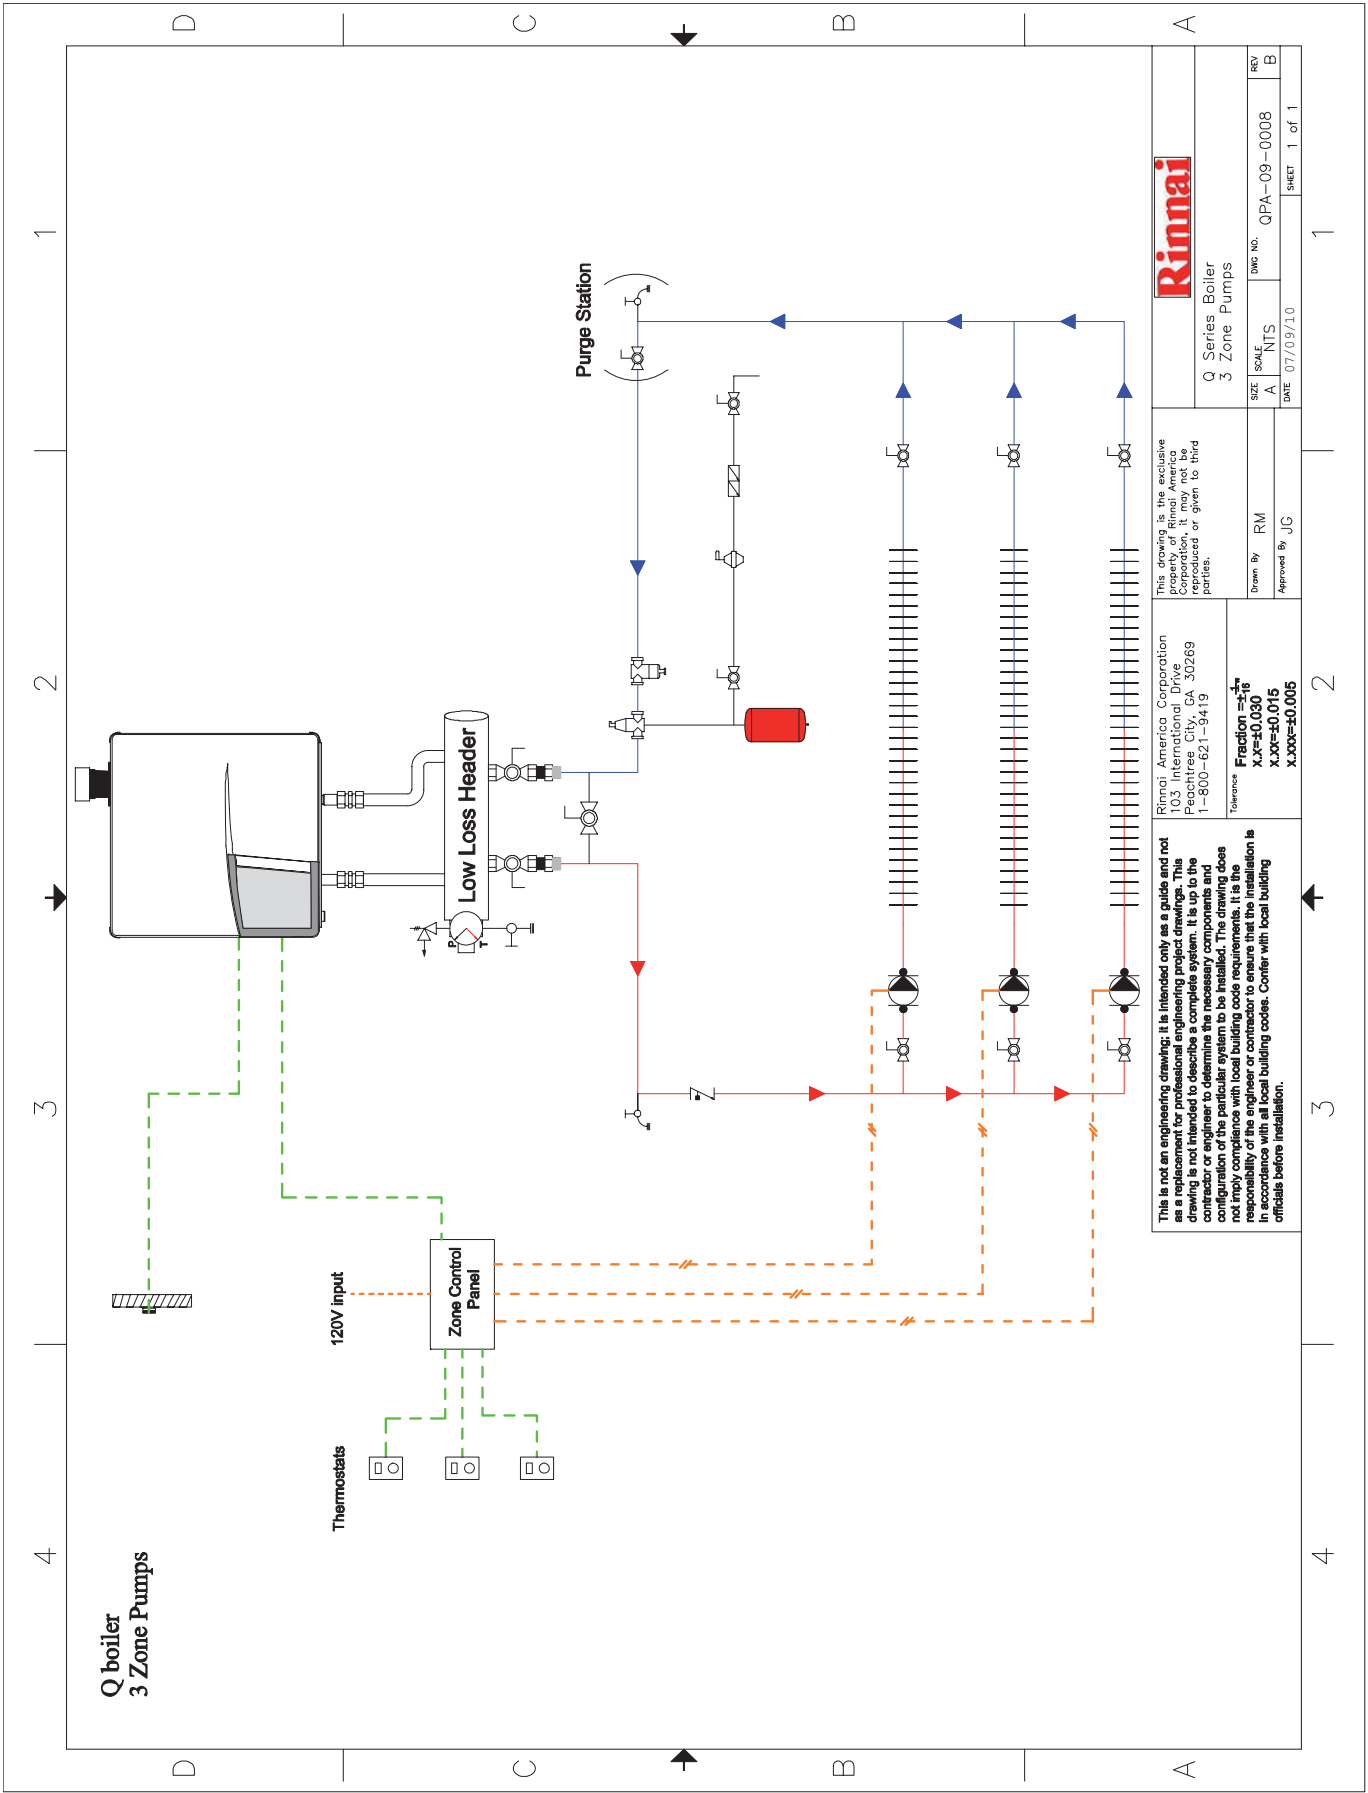 Q boiler
3 Zone Pumps
4
3
2
1
D
D
C
C
B
B
A
A
4
3
2
1
Thermostats
120V input
Zone Control
Panel
Low Loss Header
P
T
Purge Station
This is not an engineering drawing; it is intended only as a guide and not
as a replacement for professional engineering project drawings. This
drawing is not intended to describe a complete system. It is up to the
contractor or engineer to determine the necessary components and
configuration of the particular system to be installed. The drawing does
not imply compliance with local building code requirements. It is the
responsibility of the engineer or contractor to ensure that the installation is
in accordance with all local building codes. Confer with local building
officials before installation.
Rinnai America Corporation
103 International Drive
Peachtree City, GA 30269
1-800-621-9419
Tolerance
Fraction =±1/16"
X.X=±0.030
X.XX=±0.015
X.XXX=±0.005
This drawing is the exclusive
property of Rinnai America
Corporation, it may not be
reproduced or given to third
parties.
Drawn By RM
Approved By JG
Rinnai
Q Series Boiler
3 Zone Pumps
SIZE A
SCALE NTS
DWG NO. QPA-09-0008
REV B
DATE 07/09/10
SHEET 1 of 1